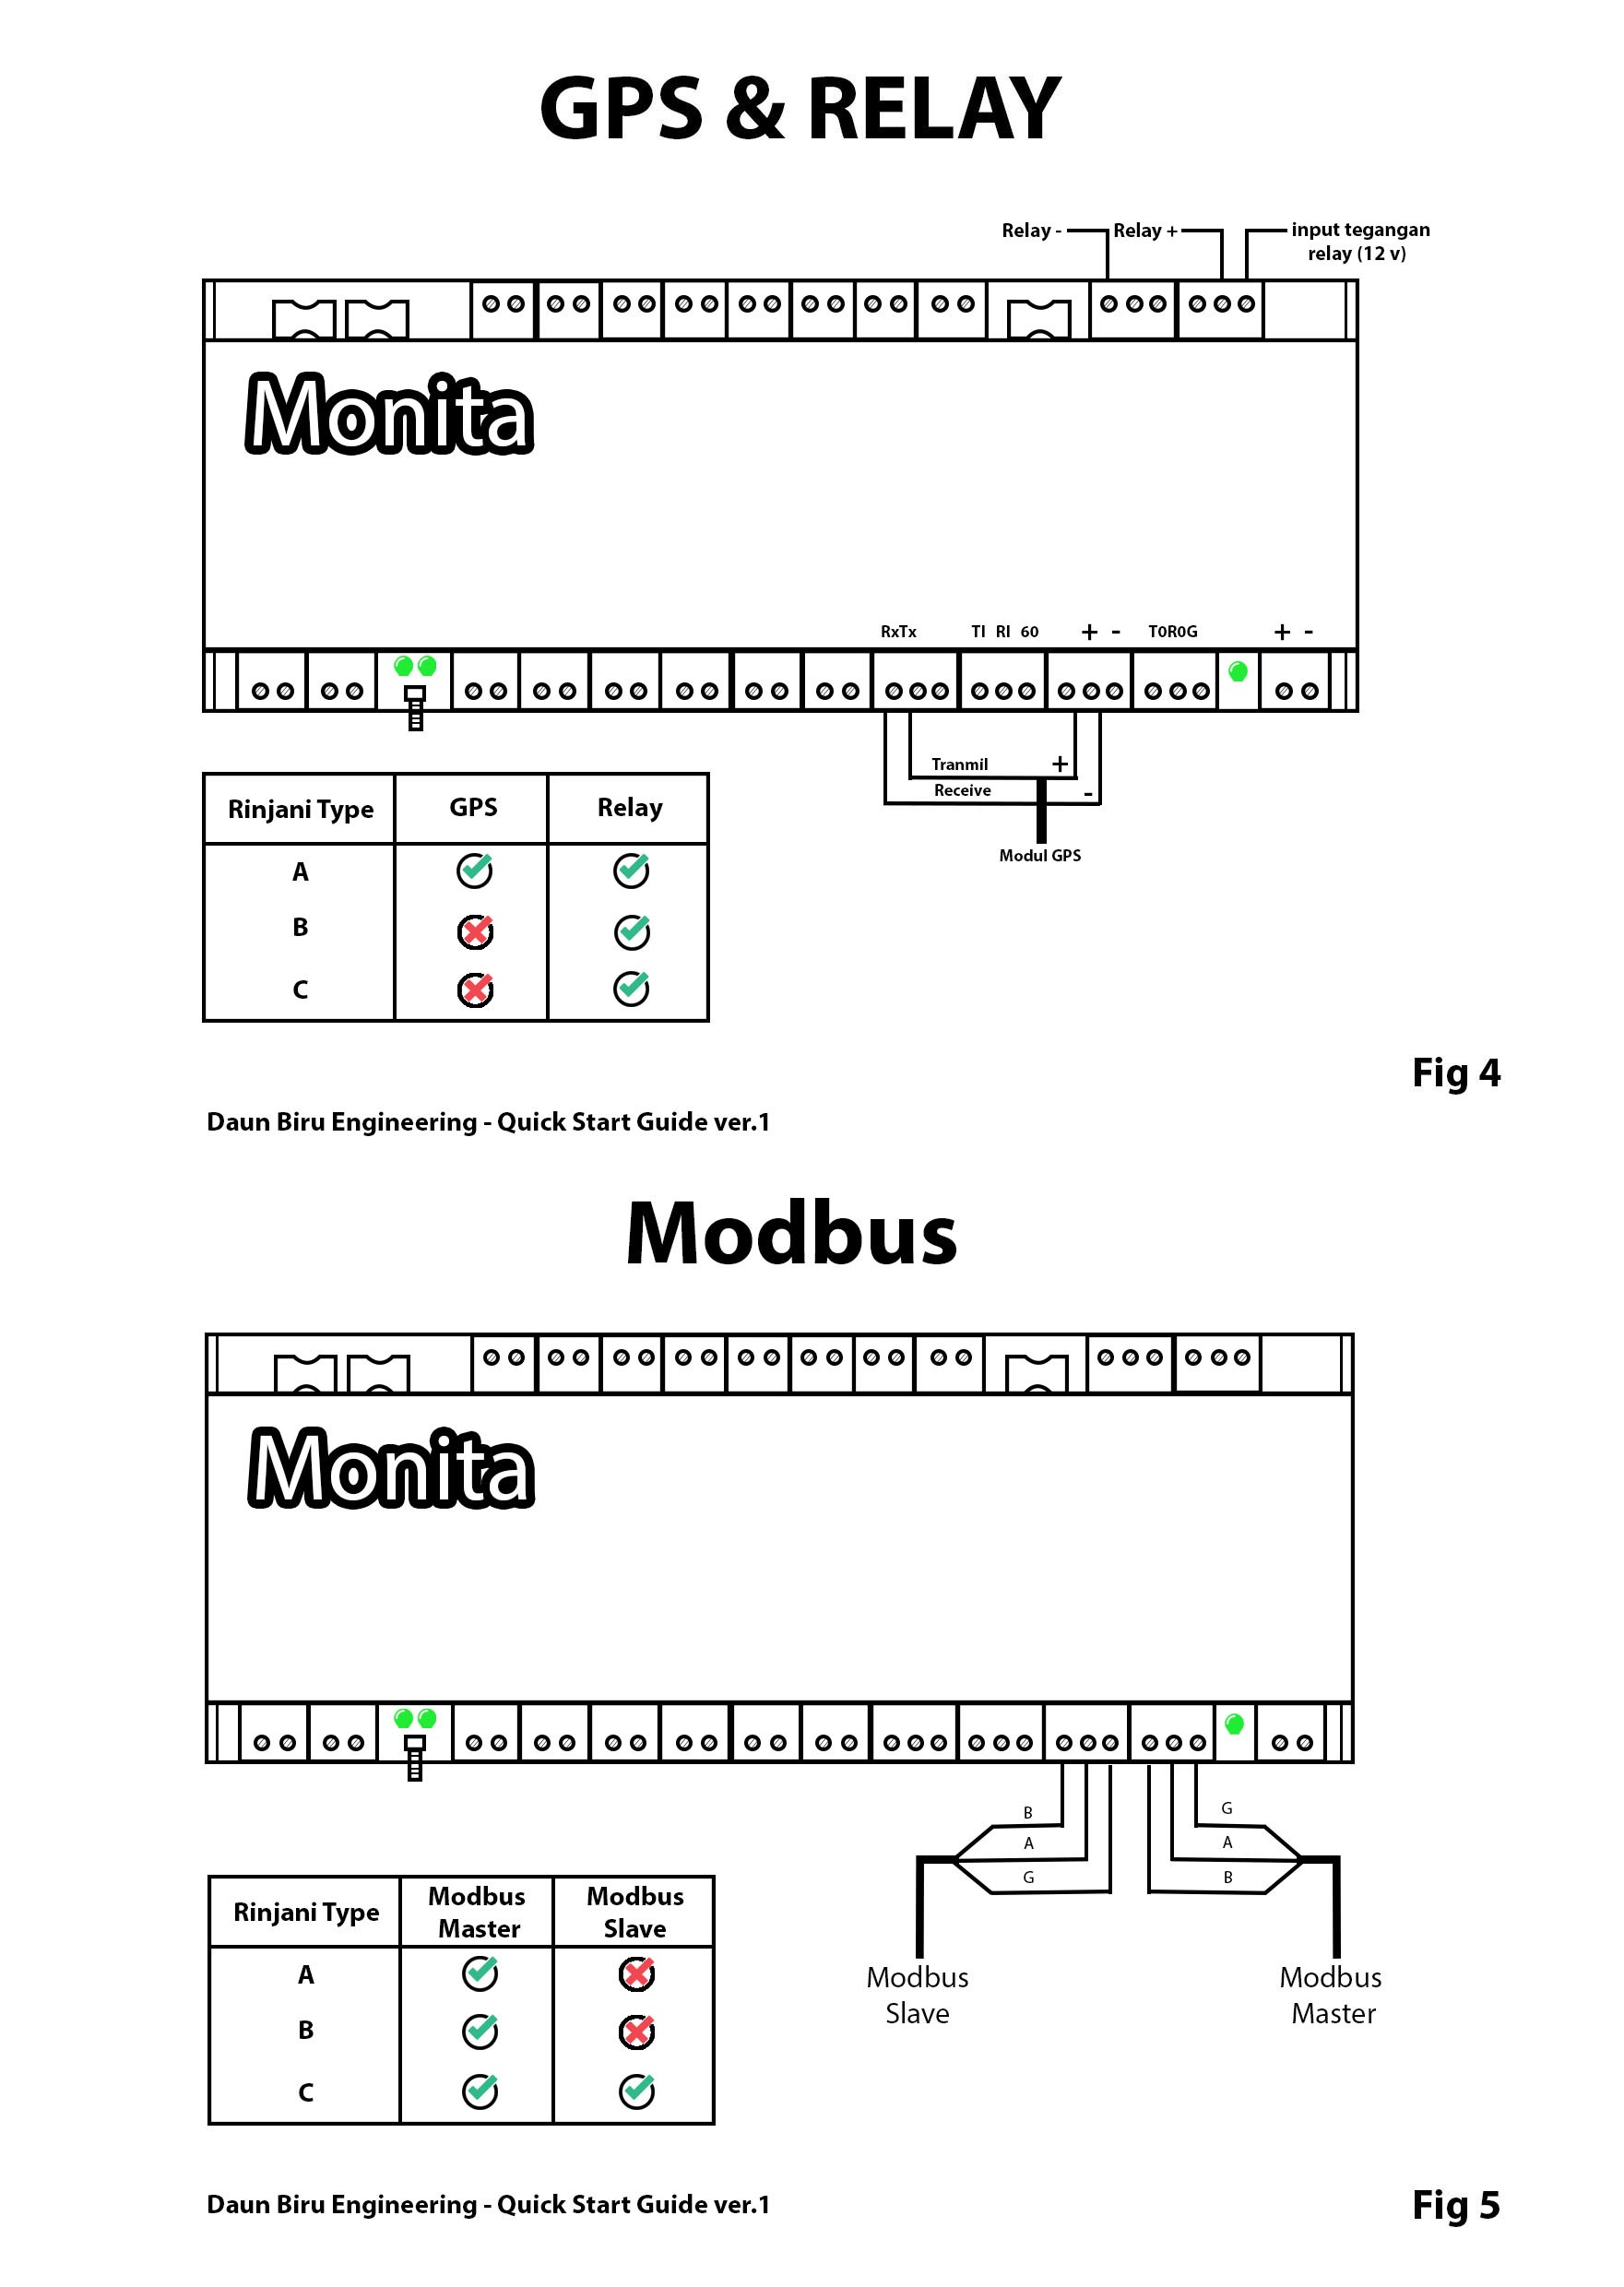 GPS & RELAY
Relay - Relay + input tegangan
relay (12 v)
Monita
RxTx TI RI 60 + - T0R0G + -
Tranmil +
Receive -
Modul GPS
Rinjani Type GPS Relay
A
B
C
Fig 4
Daun Biru Engineering - Quick Start Guide ver.1
Modbus
Monita
B G
A A
G B
Modbus
Slave
Modbus
Master
Rinjani Type Modbus
Master Modbus
Slave
A
B
C
Daun Biru Engineering - Quick Start Guide ver.1
Fig 5